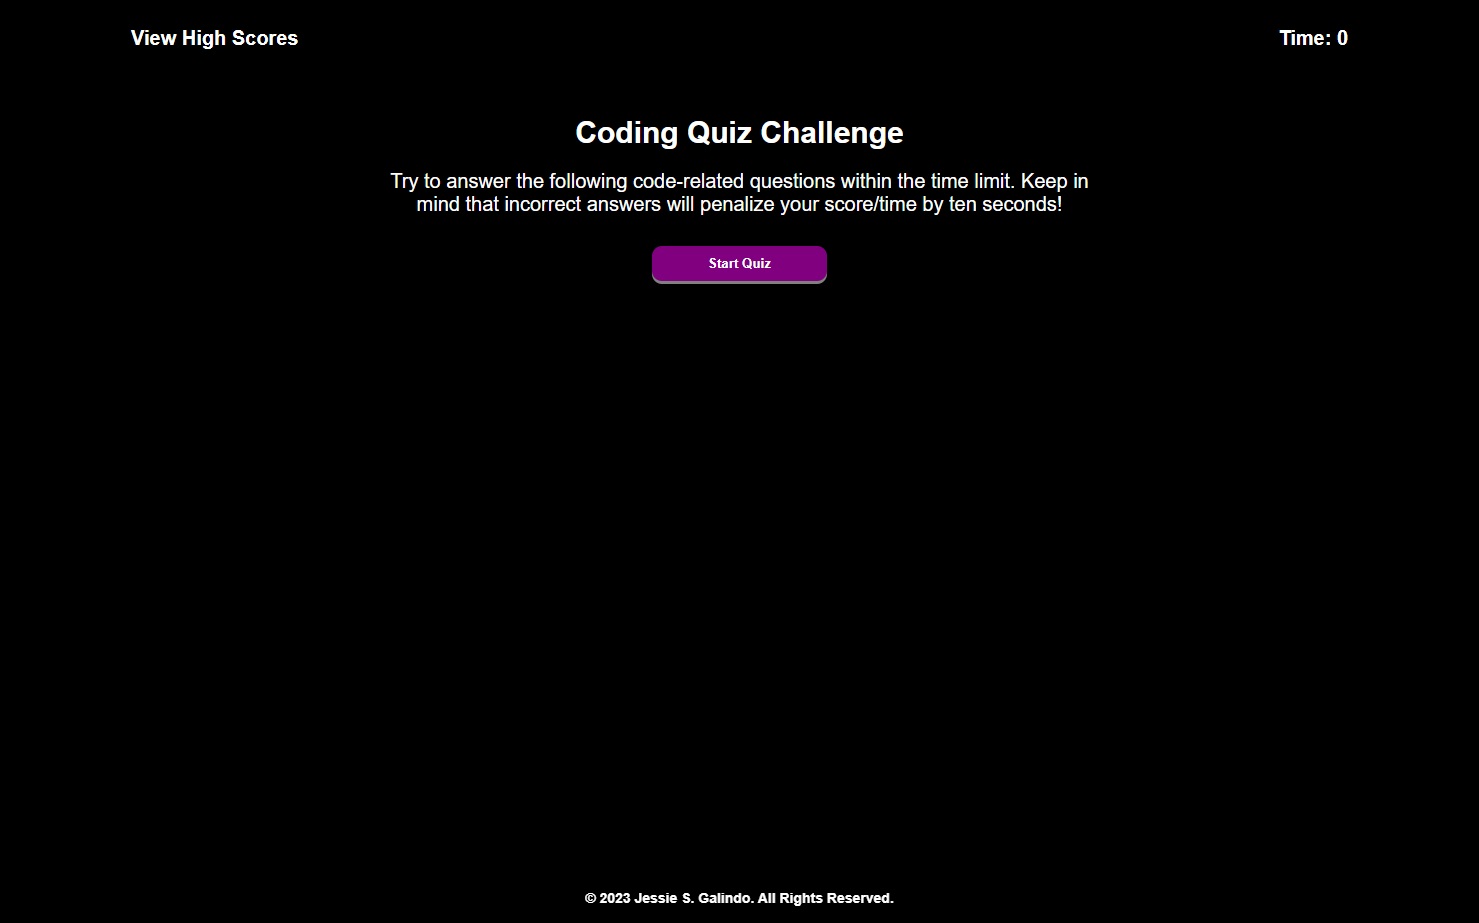 View High Scores
Time: 0
Coding Quiz Challenge
Try to answer the following code-related questions within the time limit. Keep in
mind that incorrect answers will penalize your score/time by ten seconds!
Start Quiz
© 2023 Jessie S. Galindo. All Rights Reserved.